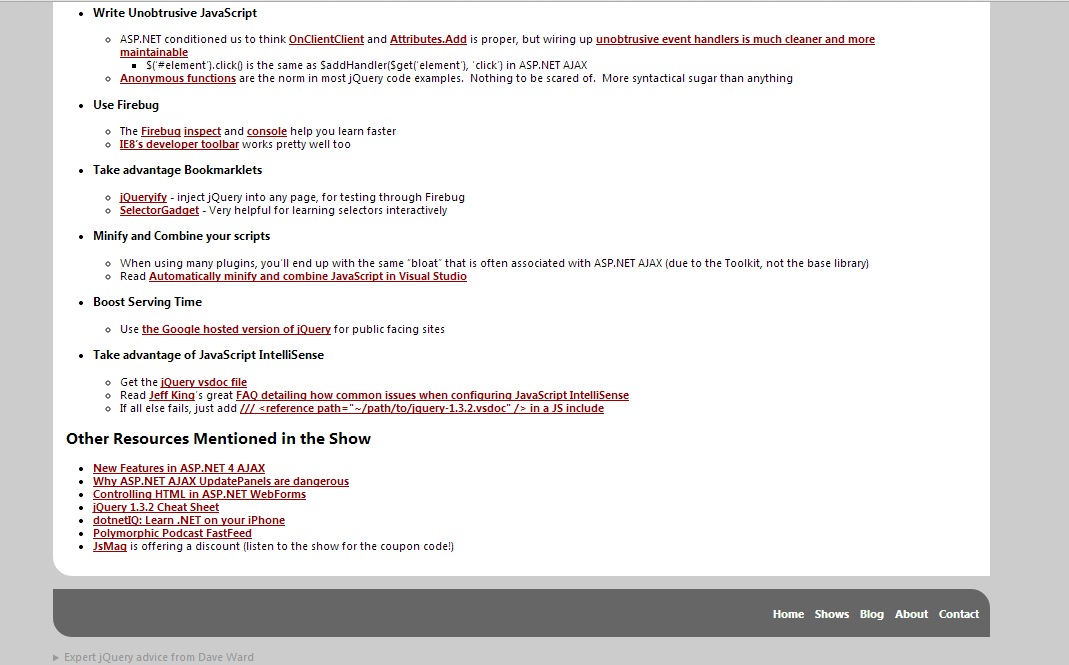 Write Unobtrusive JavaScript
ASP.NET conditioned us to think OnClientClient and Attributes.Add is proper, but wiring up unobtrusive event handlers is much cleaner and more
maintainable
$('#element').click() is the same as $addHandler($get('element'), 'click') in ASP.NET AJAX
Anonymous functions are the norm in most jQuery code examples.  Nothing to be scared of.  More syntactical sugar than anything
Use Firebug
The Firebug inspect and console help you learn faster
IE8's developer toolbar works pretty well too
Take advantage Bookmarklets
jQueryify - inject jQuery into any page, for testing through Firebug
SelectorGadget - Very helpful for learning selectors interactively
Minify and Combine your scripts
When using many plugins, you'll end up with the same "bloat" that is often associated with ASP.NET AJAX (due to the Toolkit, not the base library)
Read Automatically minify and combine JavaScript in Visual Studio
Boost Serving Time
Use the Google hosted version of jQuery for public facing sites
Take advantage of JavaScript IntelliSense
Get the jQuery vsdoc file
Read Jeff King's great FAQ detailing how common issues when configuring JavaScript IntelliSense
If all else fails, just add /// <reference path="~/path/to/jquery-1.3.2.vsdoc" /> in a JS include
Other Resources Mentioned in the Show
New Features in ASP.NET 4 AJAX
Why ASP.NET AJAX UpdatePanels are dangerous
Controlling HTML in ASP.NET WebForms
jQuery 1.3.2 Cheat Sheet
dotnetIQ: Learn .NET on your iPhone
Polymorphic Podcast FastFeed
JsMag is offering a discount (listen to the show for the coupon code!)
Home Shows Blog About Contact
Expert jQuery advice from Dave Ward